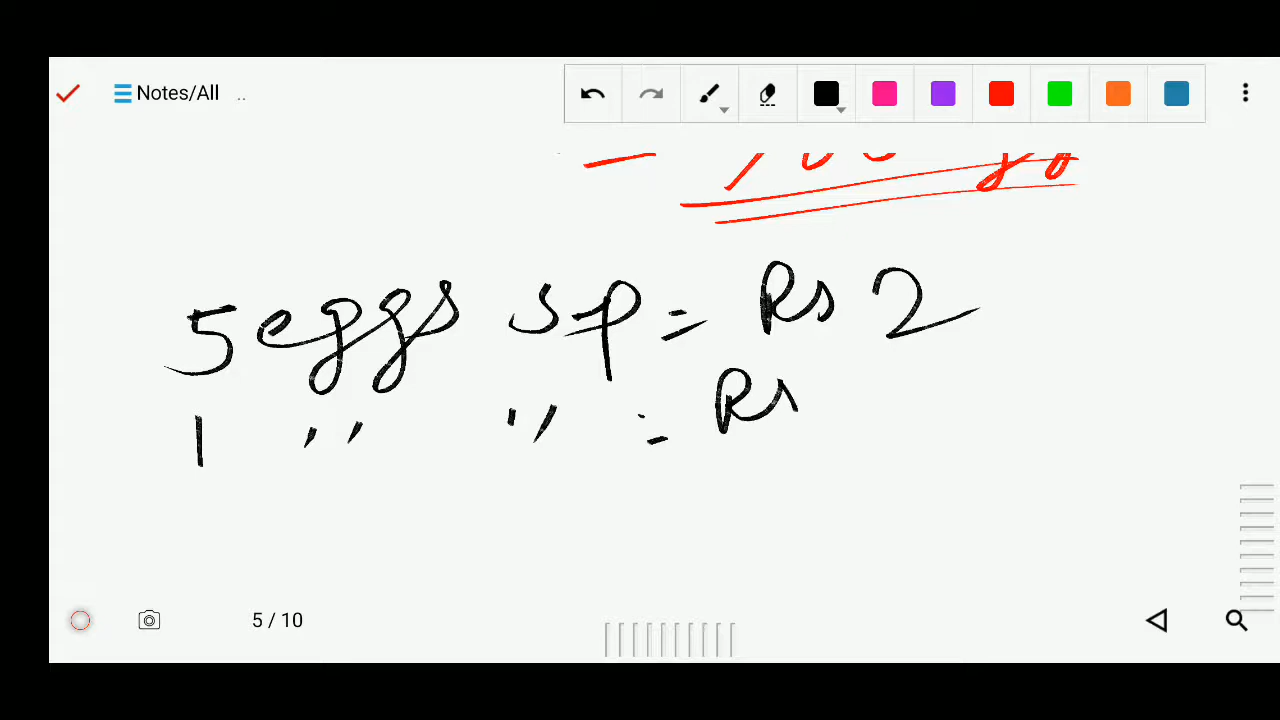 Notes/All ..
5 eggs SP = Rs 2
1 " " = Rs
5 / 10